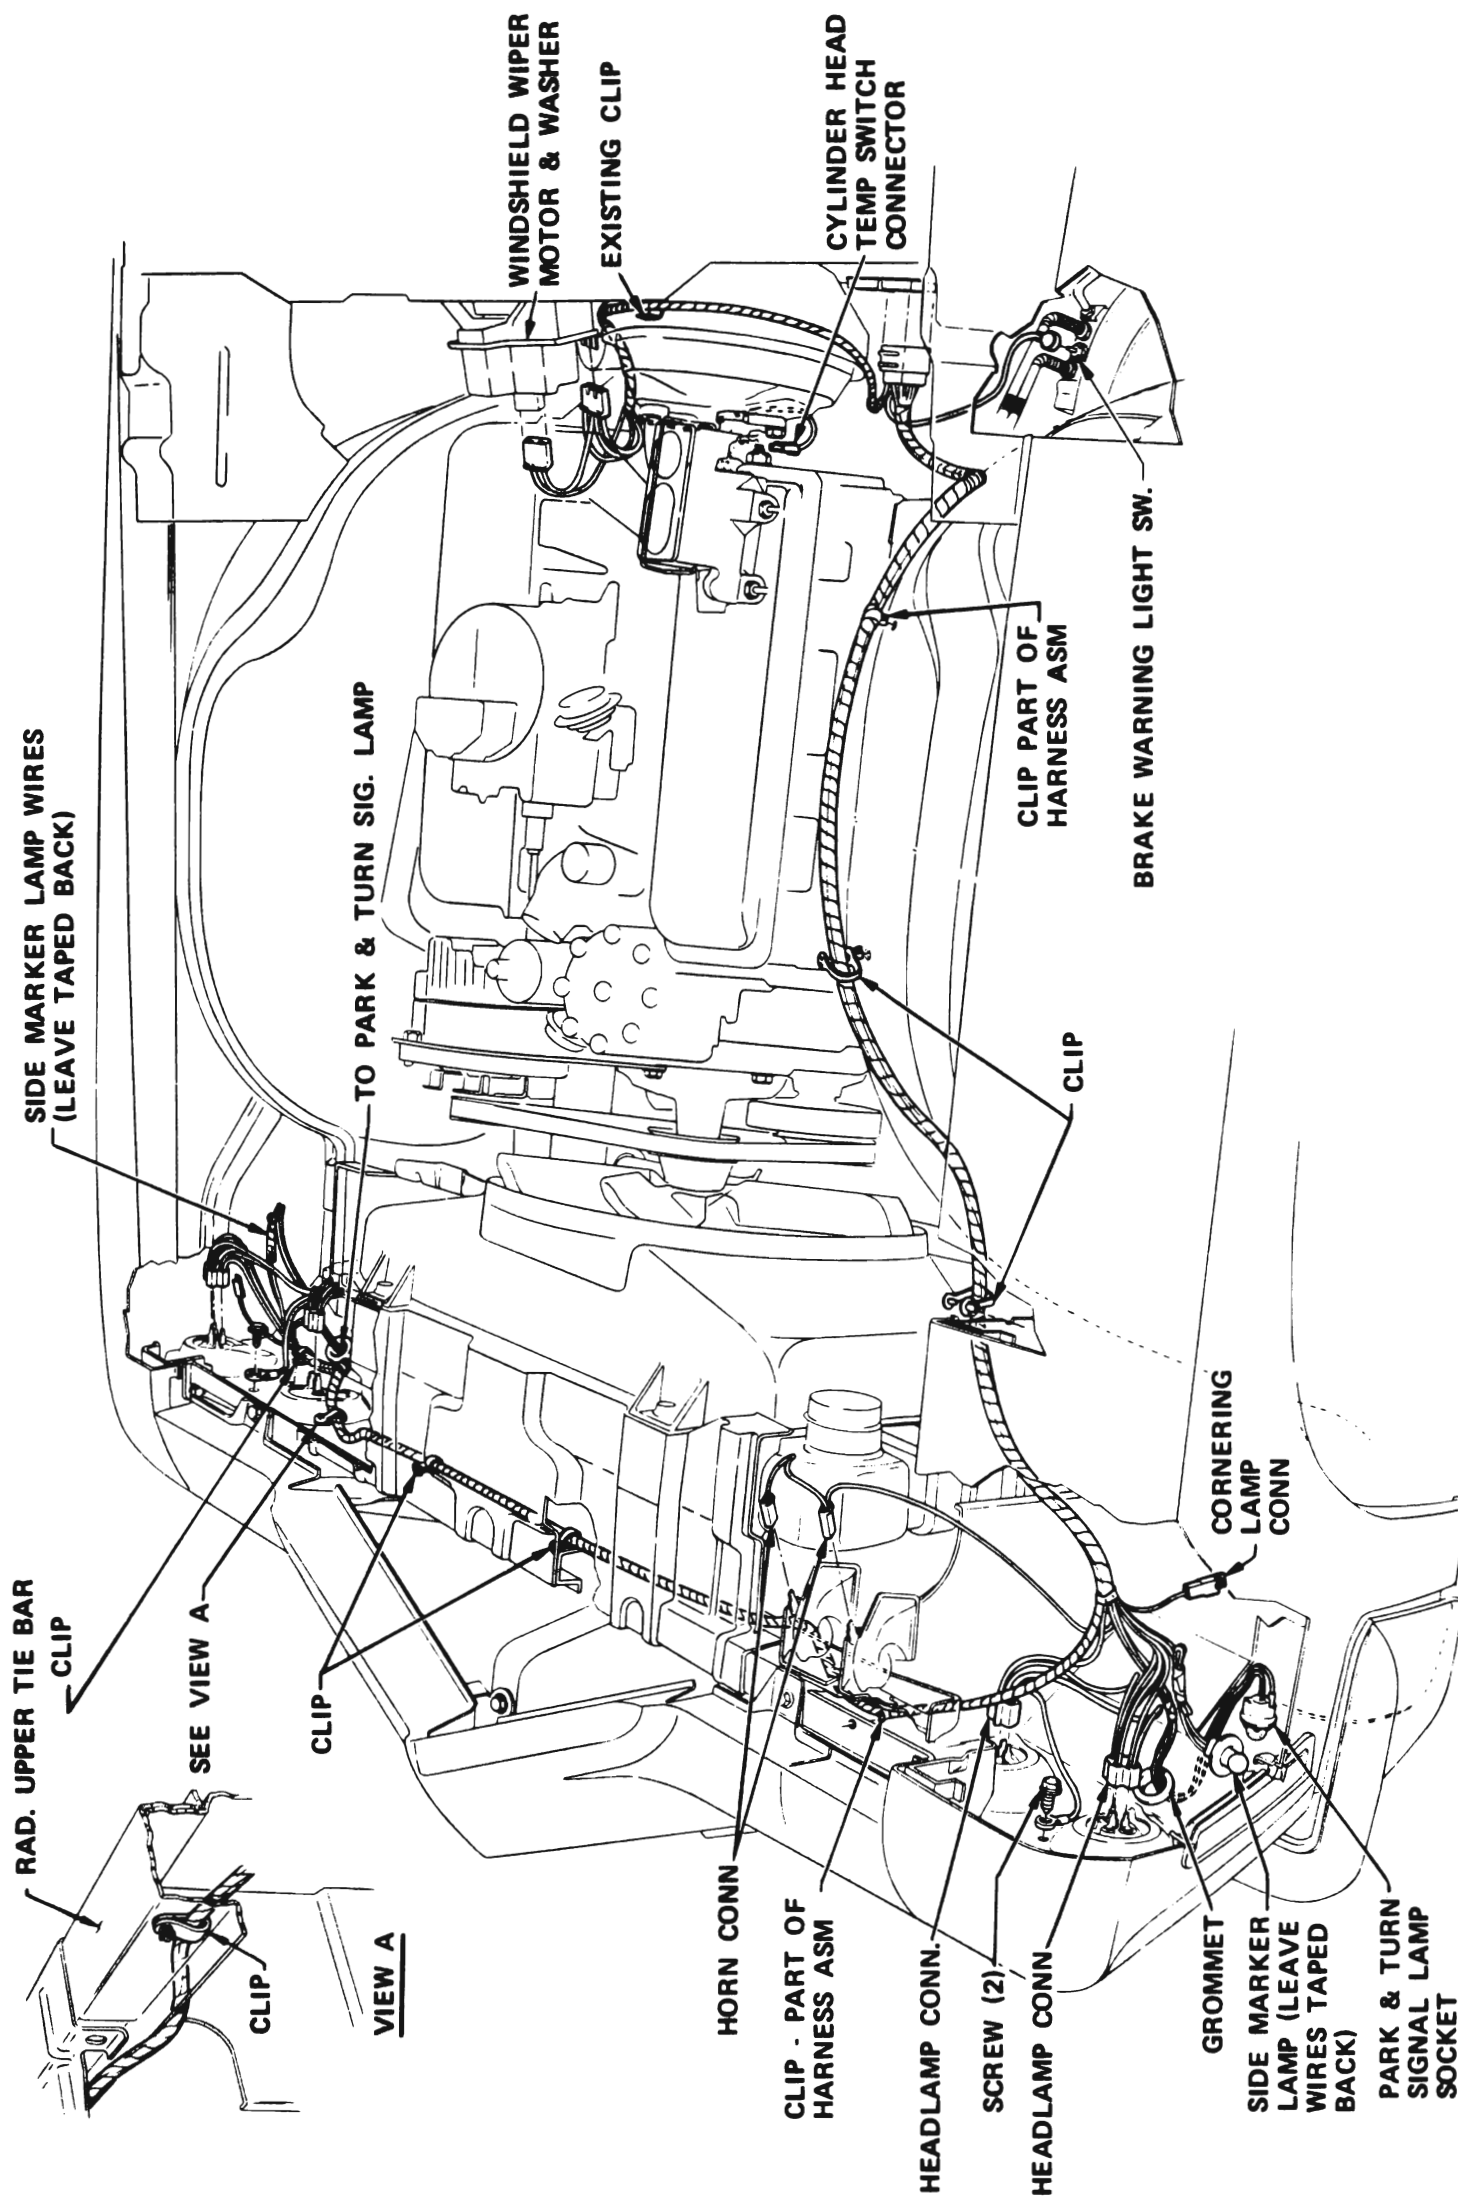 RAD. UPPER TIE BAR
CLIP
SEE VIEW A
CLIP
VIEW A
CLIP
SIDE MARKER LAMP WIRES
(LEAVE TAPED BACK)
TO PARK & TURN SIG. LAMP
WINDSHIELD WIPER
MOTOR & WASHER
EXISTING CLIP
CYLINDER HEAD
TEMP SWITCH
CONNECTOR
HORN CONN
CLIP - PART OF
HARNESS ASM
HEADLAMP CONN.
SCREW (2)
HEADLAMP CONN
GROMMET
SIDE MARKER
LAMP (LEAVE
WIRES TAPED
BACK)
PARK & TURN
SIGNAL LAMP
SOCKET
CORNERING
LAMP
CONN
CLIP
CLIP PART OF
HARNESS ASM
BRAKE WARNING LIGHT SW.